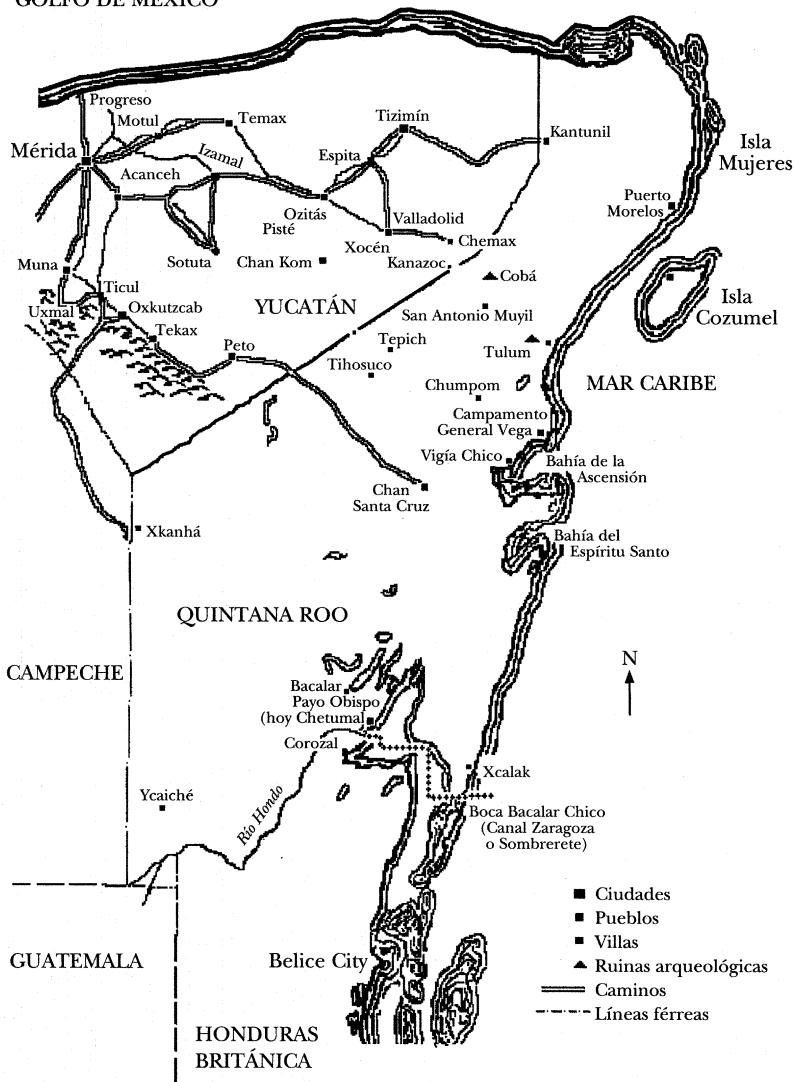 GOLFO DE MÉXICO
Progreso
Motul
Temax
Tizimín
Kantunil
Mérida
Izamal
Espita
Isla
Mujeres
Acanceh
Puerto
Morelos
Ozitás
Pisté
Valladolid
Xocén
Chemax
Sotuta
Chan Kom
Kanazoc
Muna
Cobá
Ticul
Uxmal
Oxkutzcab
YUCATÁN
San Antonio Muyil
Isla
Cozumel
Tekax
Peto
Tepich
Tulum
Tihosuco
MAR CARIBE
Chumpom
Campamento
General Vega
Vigía Chico
Bahía de la
Ascensión
Chan
Santa Cruz
Xkanhá
Bahía del
Espíritu Santo
QUINTANA ROO
CAMPECHE
N
Bacalar
Payo Obispo
(hoy Chetumal)
Corozal
Xcalak
Ycaiché
Río Hondo
Boca Bacalar Chico
(Canal Zaragoza
o Sombrerete)
Ciudades
Pueblos
Villas
Ruinas arqueológicas
Caminos
Líneas férreas
GUATEMALA
Belice City
HONDURAS
BRITÁNICA